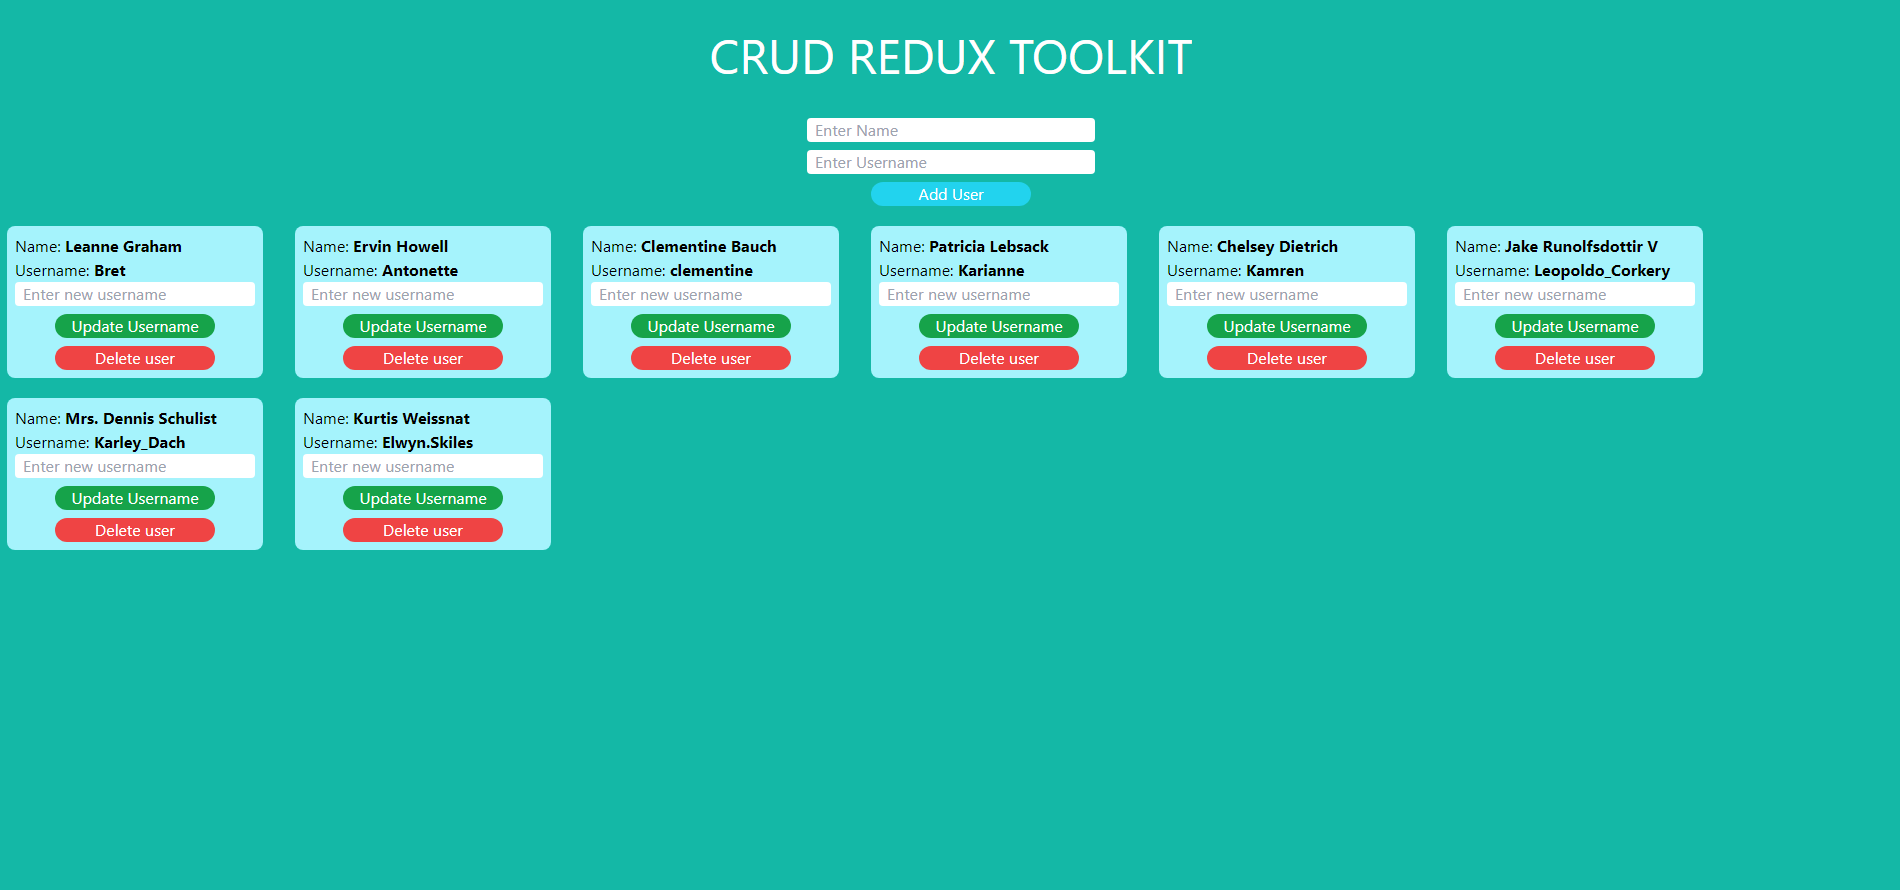 CRUD REDUX TOOLKIT
Enter Name
Enter Username
Add User
Name: Leanne Graham
Username: Bret
Enter new username
Update Username
Delete user
Name: Ervin Howell
Username: Antonette
Enter new username
Update Username
Delete user
Name: Clementine Bauch
Username: clementine
Enter new username
Update Username
Delete user
Name: Patricia Lebsack
Username: Karianne
Enter new username
Update Username
Delete user
Name: Chelsey Dietrich
Username: Kamren
Enter new username
Update Username
Delete user
Name: Jake Runolfsdottir V
Username: Leopoldo_Corkery
Enter new username
Update Username
Delete user
Name: Mrs. Dennis Schulist
Username: Karley_Dach
Enter new username
Update Username
Delete user
Name: Kurtis Weissnat
Username: Elwyn.Skiles
Enter new username
Update Username
Delete user